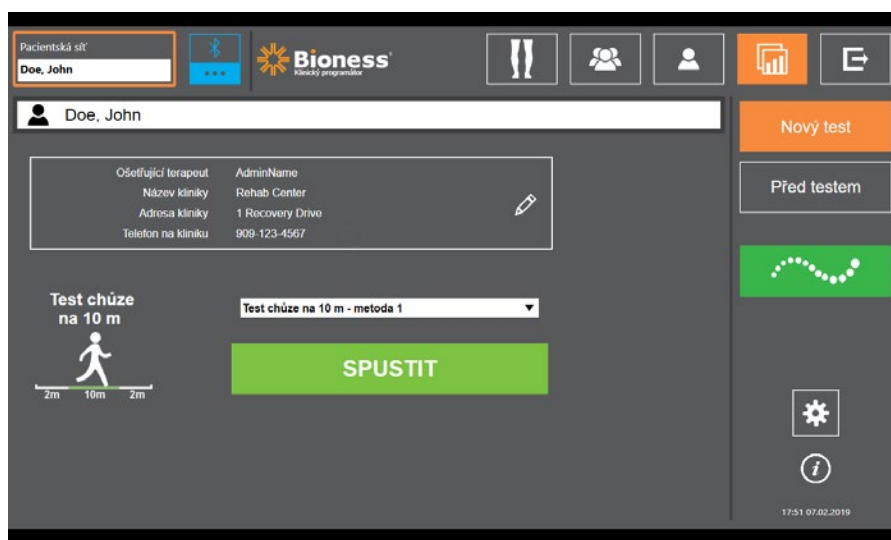 Pacientská síť
Doe, John
Bioness
Klinický programátor
Doe, John
Nový test
Před testem
Ošetřující terapeut AdminName
Název kliniky Rehab Center
Adresa kliniky 1 Recovery Drive
Telefon na kliniku 909-123-4567
Test chůze
na 10 m
2m 10m 2m
Test chůze na 10 m - metoda 1
SPUSTIT
i
17:51 07.02.2019